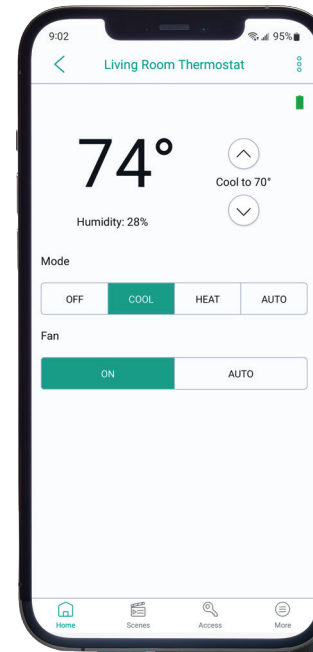 9:02 95%
Living Room Thermostat
74°
Cool to 70°
Humidity: 28%
Mode
OFF COOL HEAT AUTO
Fan
ON AUTO
Home Scenes Access More